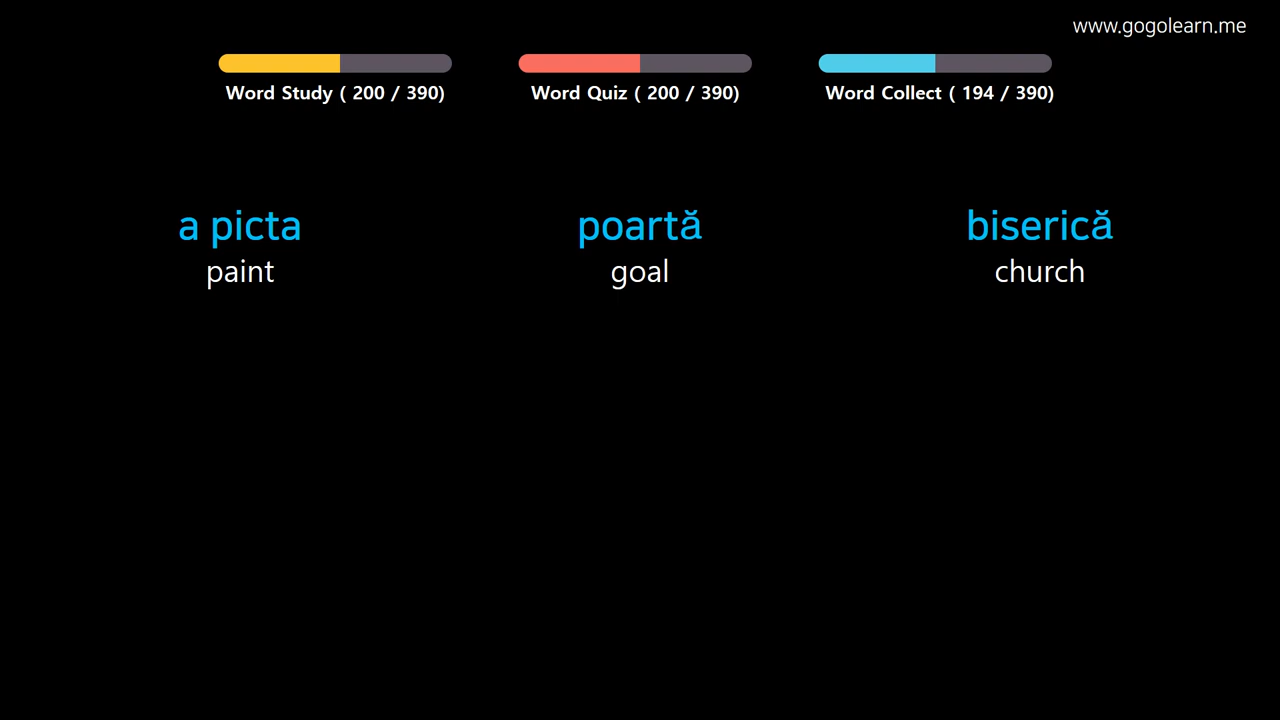 www.gogolearn.me
Word Study ( 200 / 390)
Word Quiz ( 200 / 390)
Word Collect ( 194 / 390)
a picta
paint
poartă
goal
biserică
church